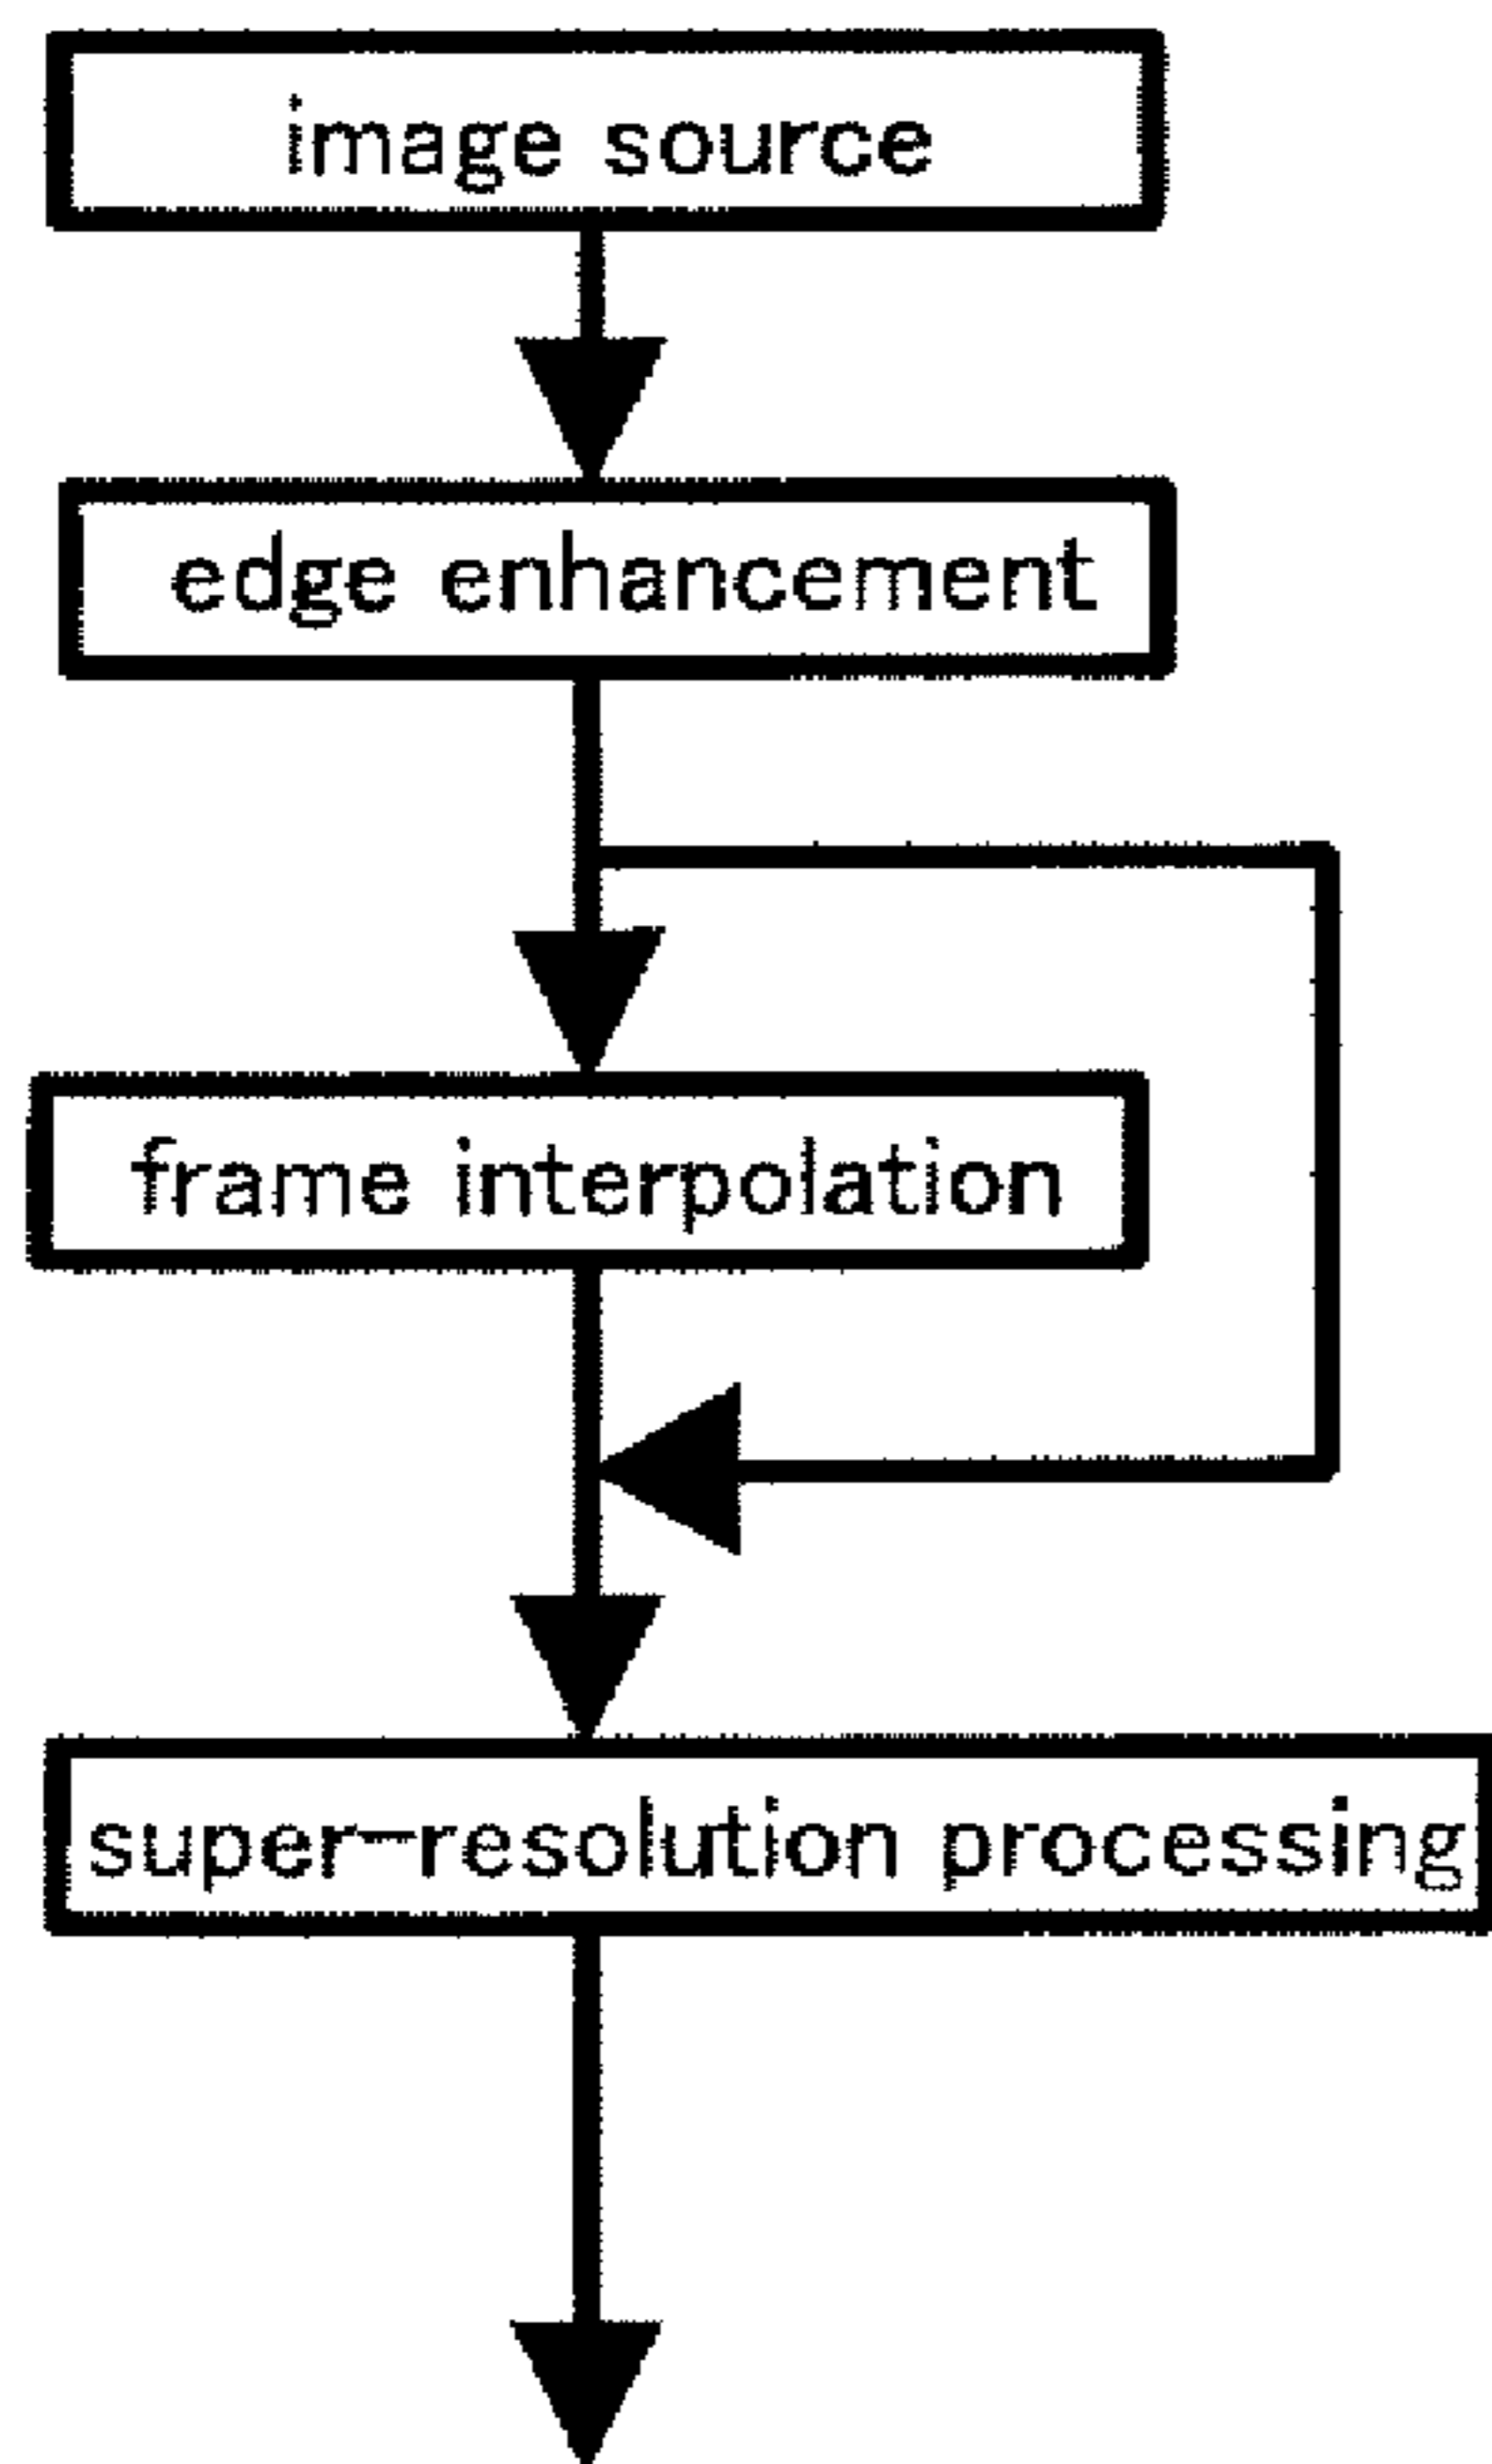 image source
edge enhancement
frame interpolation
super-resolution processing